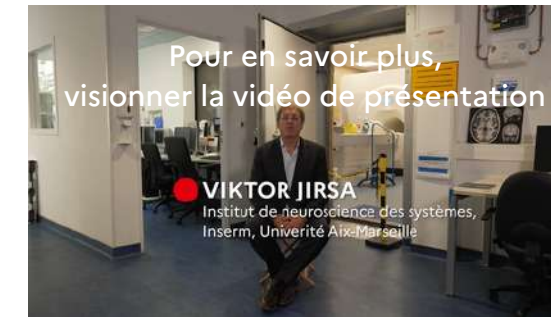 Pour en savoir plus,
visionner la vidéo de présentation
VIKTOR JIRSA
Institut de neuroscience des systèmes,
Inserm, Univerité Aix-Marseille